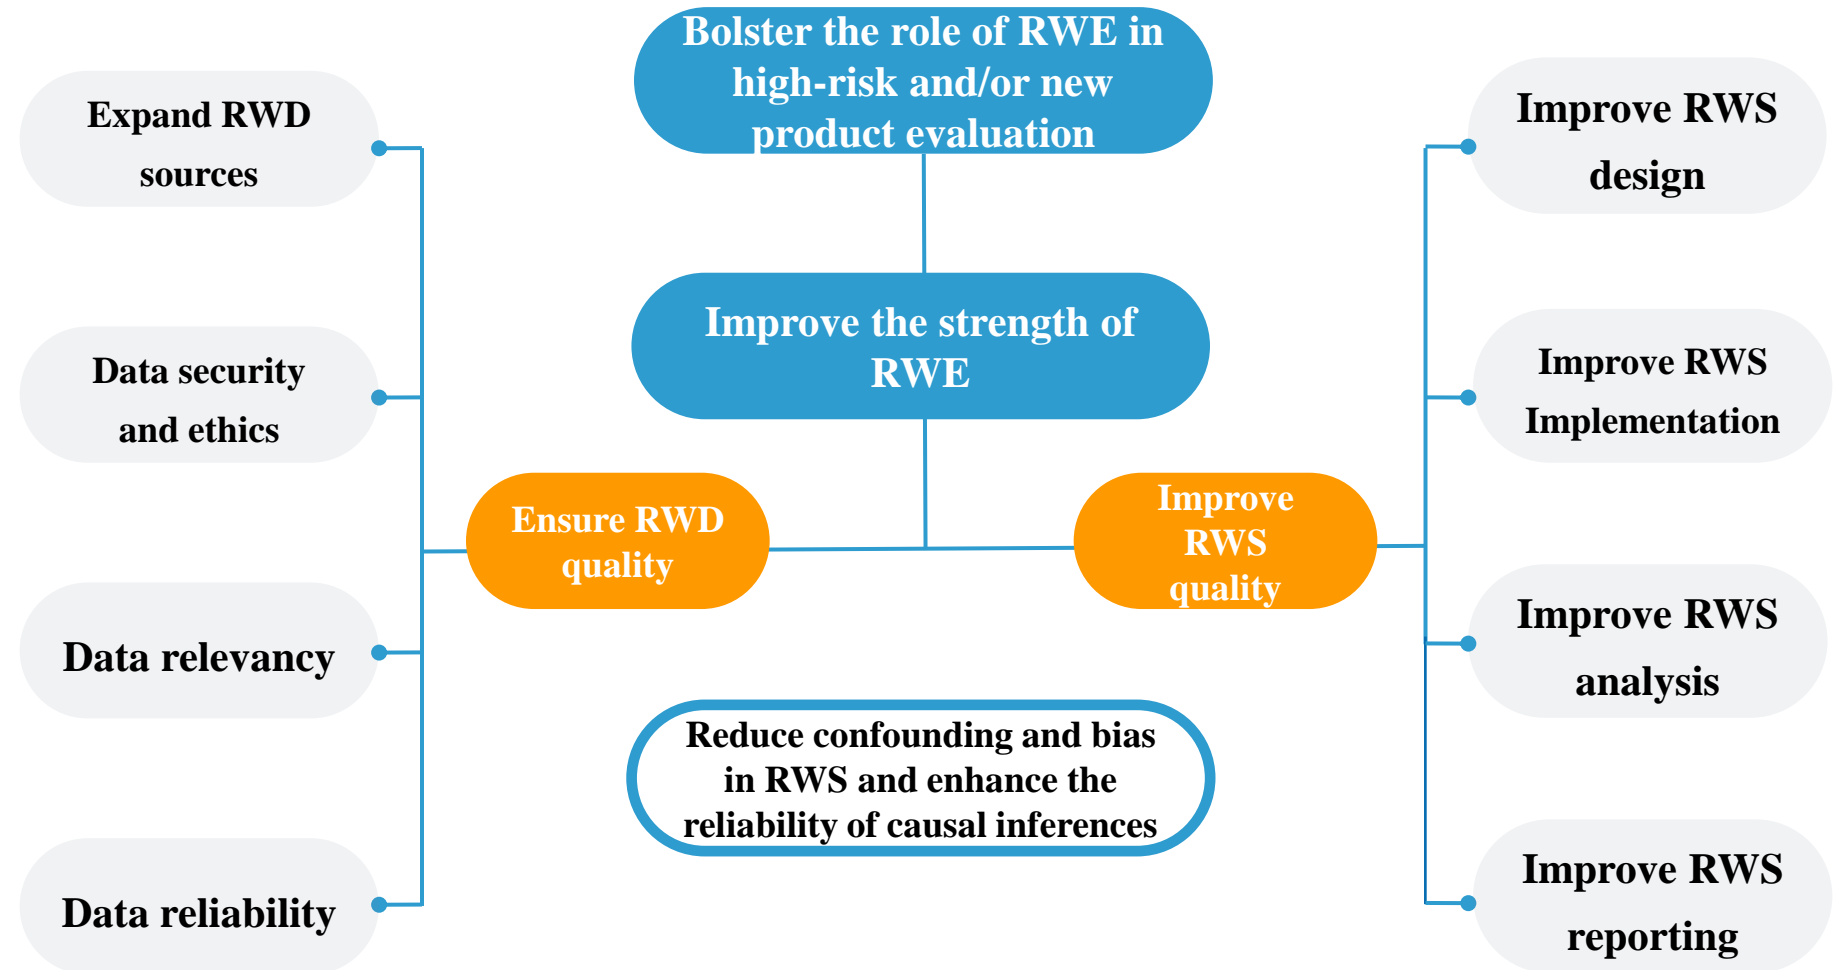 Bolster the role of RWE in
high-risk and/or new
product evaluation
Expand RWD
sources
Improve RWS
design
Improve the strength of
RWE
Data security
and ethics
Improve RWS
Implementation
Ensure RWD
quality
Improve
RWS
quality
Data relevancy
Improve RWS
analysis
Reduce confounding and bias
in RWS and enhance the
reliability of causal inferences
Data reliability
Improve RWS
reporting